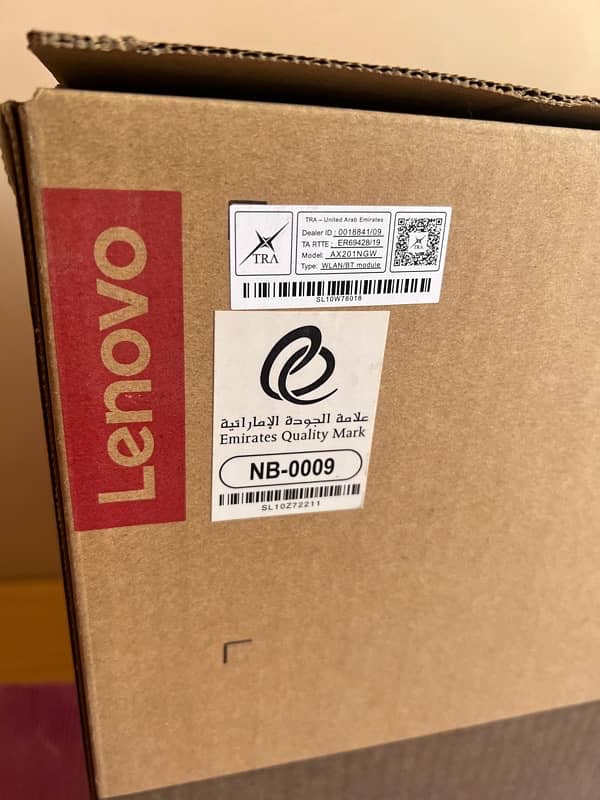 Lenovo
TRA
TRA – United Arab Emirates
Dealer ID : 0018841/09
TA RTTE : ER69428/19
Model: AX201NGW
Type: WLAN/BT module
SL10W78018
علامة الجودة الإماراتية
Emirates Quality Mark
NB-0009
SL10Z72211